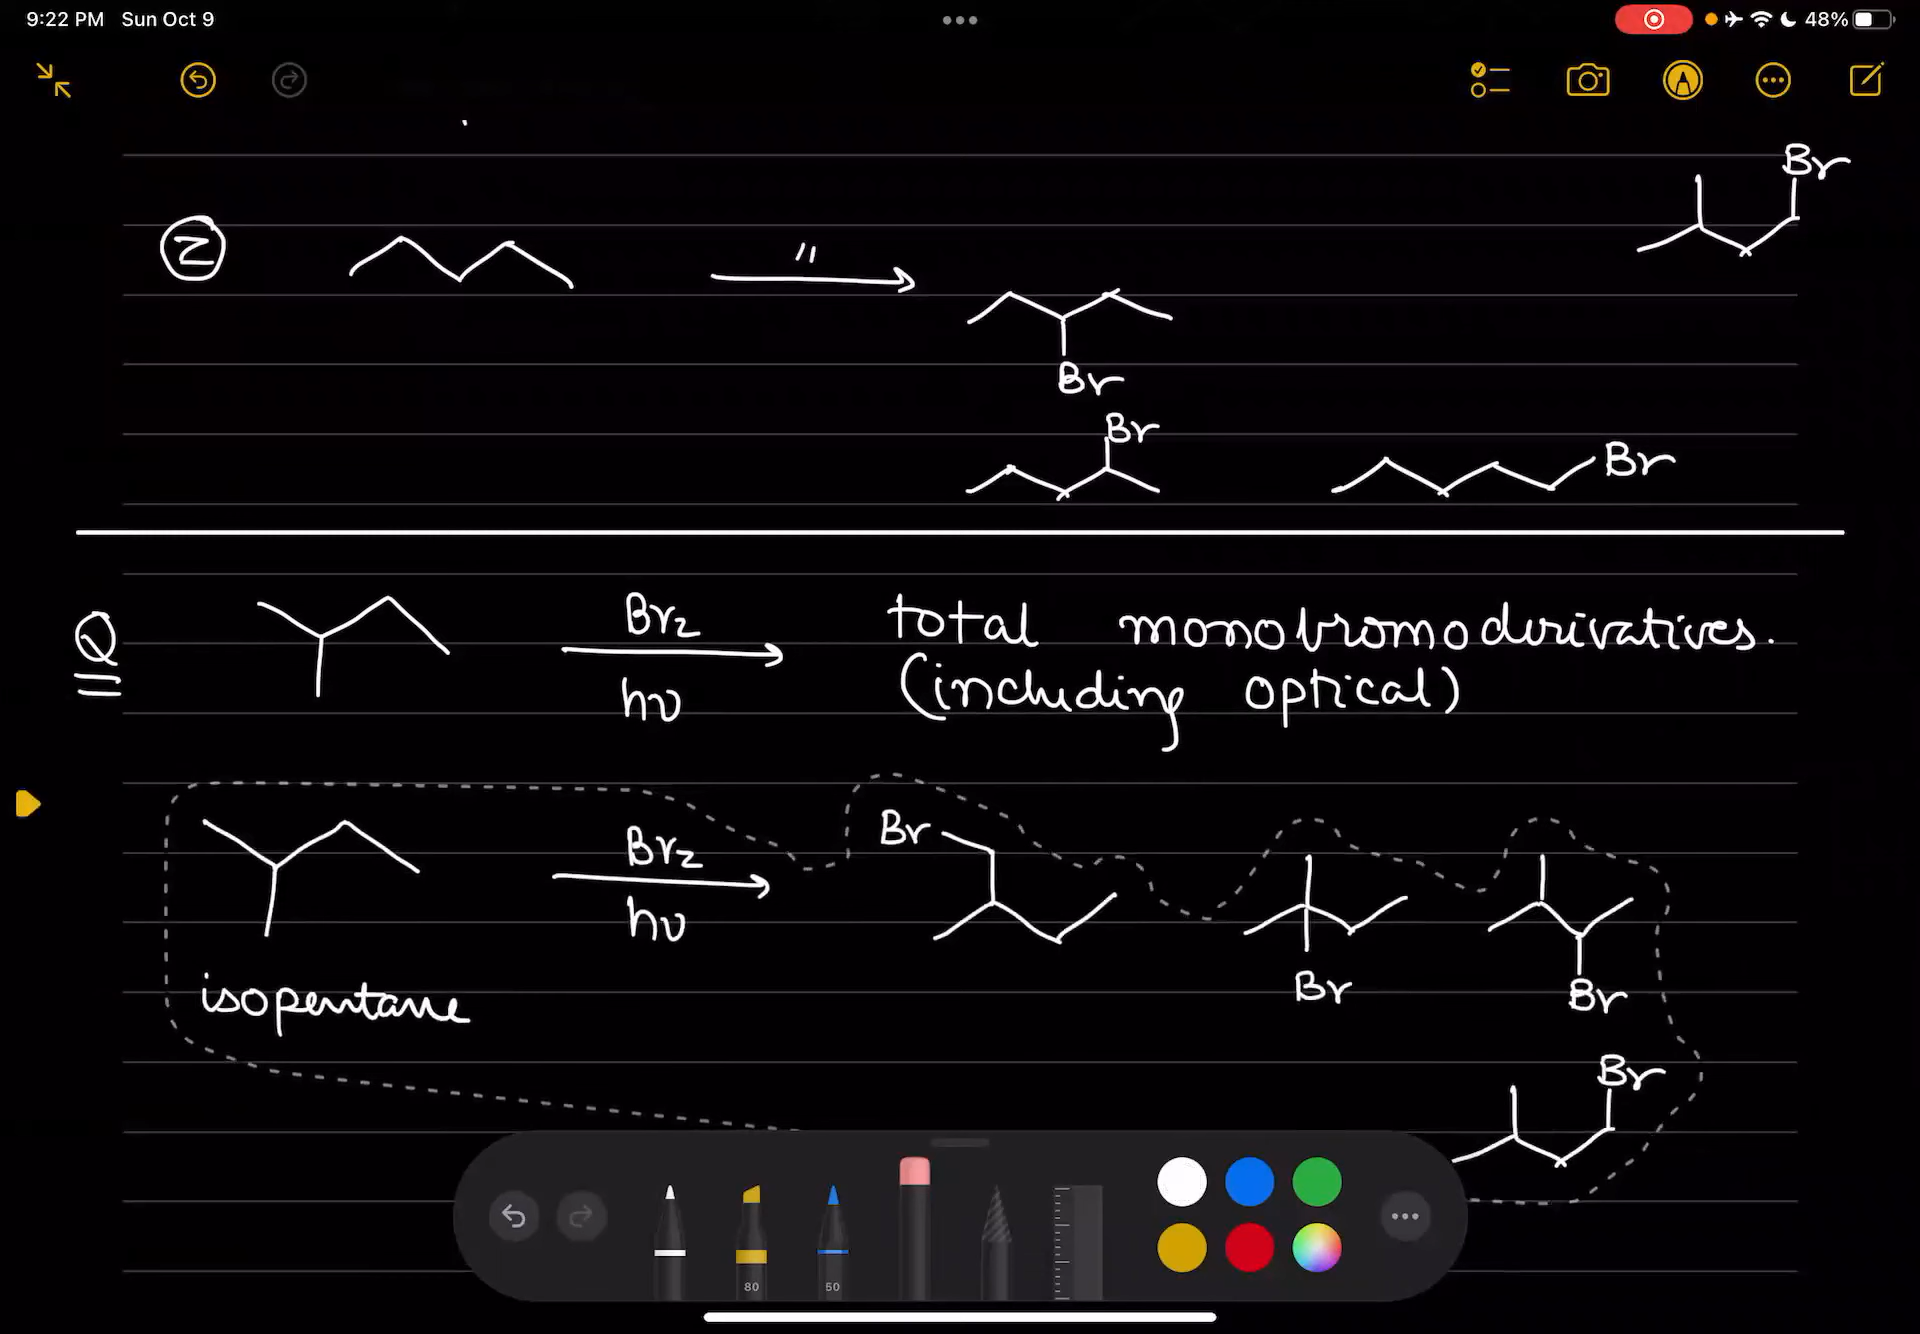 9:22 PM Sun Oct 9
48%
Br
2
"
Br
Br
Br
Q
Br2
hν
total monobromoderivatives.
(including optical)
Br2
hν
Br
Br
Br
isopentane
Br
80
50